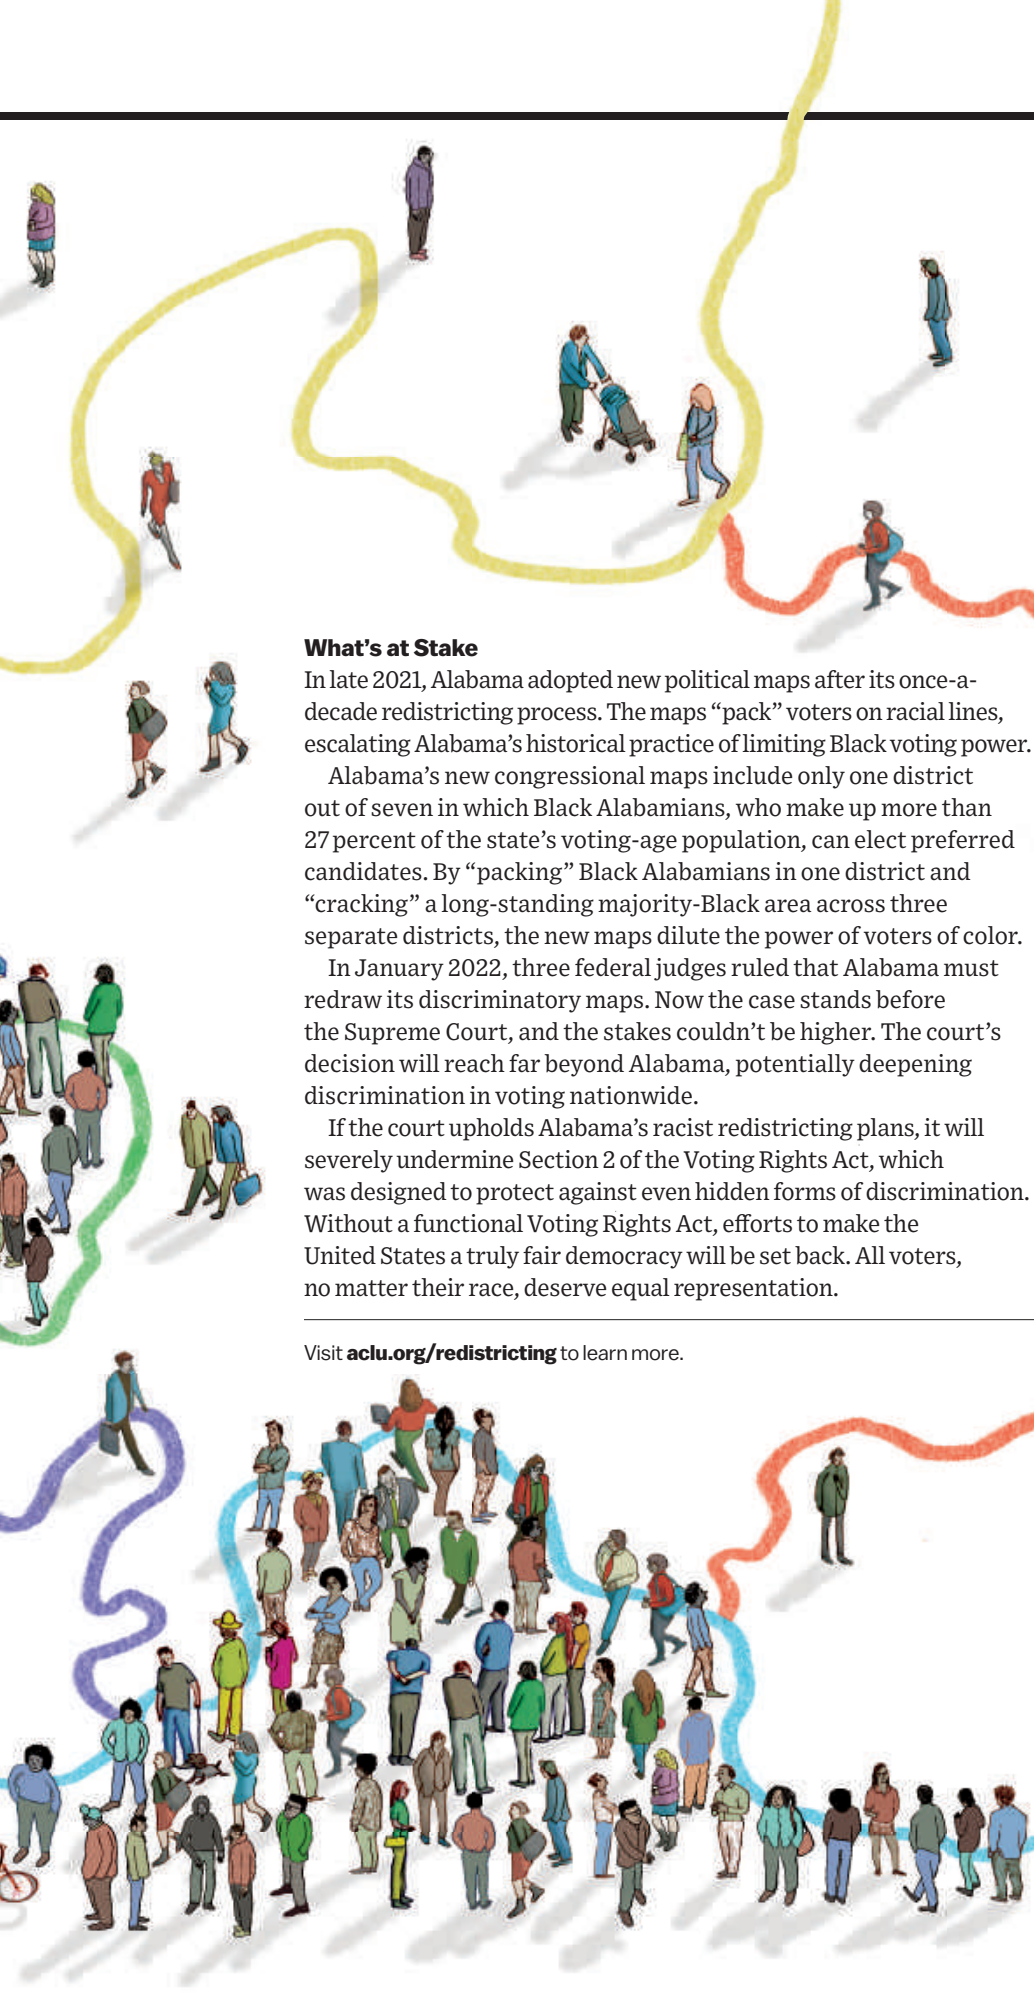 What’s at Stake
In late 2021, Alabama adopted new political maps after its once-a-
decade redistricting process. The maps “pack” voters on racial lines,
escalating Alabama’s historical practice of limiting Black voting power.
Alabama’s new congressional maps include only one district
out of seven in which Black Alabamians, who make up more than
27 percent of the state’s voting-age population, can elect preferred
candidates. By “packing” Black Alabamians in one district and
“cracking” a long-standing majority-Black area across three
separate districts, the new maps dilute the power of voters of color.
In January 2022, three federal judges ruled that Alabama must
redraw its discriminatory maps. Now the case stands before
the Supreme Court, and the stakes couldn’t be higher. The court’s
decision will reach far beyond Alabama, potentially deepening
discrimination in voting nationwide.
If the court upholds Alabama’s racist redistricting plans, it will
severely undermine Section 2 of the Voting Rights Act, which
was designed to protect against even hidden forms of discrimination.
Without a functional Voting Rights Act, efforts to make the
United States a truly fair democracy will be set back. All voters,
no matter their race, deserve equal representation.
Visit aclu.org/redistricting to learn more.